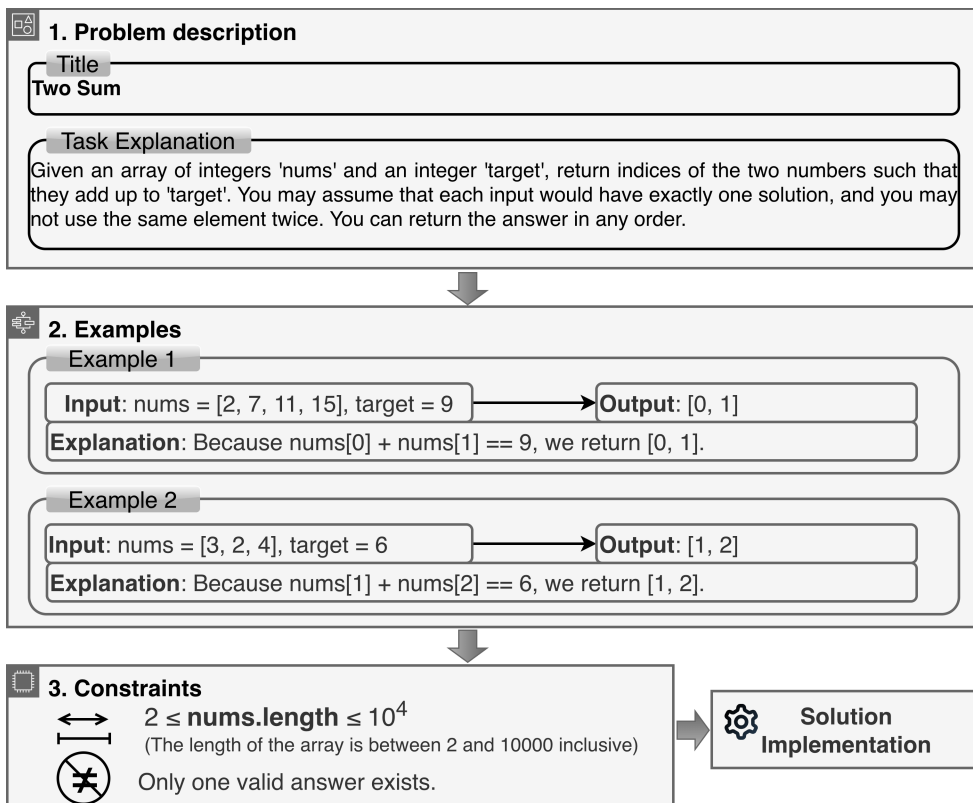 1. Problem description
Title
Two Sum
Task Explanation
Given an array of integers 'nums' and an integer 'target', return indices of the two numbers such that
they add up to 'target'. You may assume that each input would have exactly one solution, and you may
not use the same element twice. You can return the answer in any order.
2. Examples
Example 1
Input: nums = [2, 7, 11, 15], target = 9
Output: [0, 1]
Explanation: Because nums[0] + nums[1] == 9, we return [0, 1].
Example 2
Input: nums = [3, 2, 4], target = 6
Output: [1, 2]
Explanation: Because nums[1] + nums[2] == 6, we return [1, 2].
3. Constraints
2 ≤ nums.length ≤ 10⁴
(The length of the array is between 2 and 10000 inclusive)
Only one valid answer exists.
Solution
Implementation